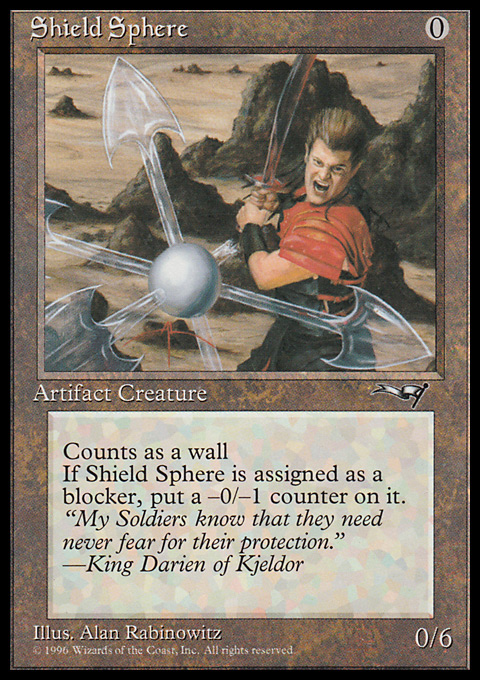 Shield Sphere
0
Artifact Creature
Counts as a wall
If Shield Sphere is assigned as a
blocker, put a –0/–1 counter on it.
“My Soldiers know that they need
never fear for their protection.”
—King Darien of Kjeldor
Illus. Alan Rabinowitz
© 1996 Wizards of the Coast, Inc. All rights reserved.
0/6